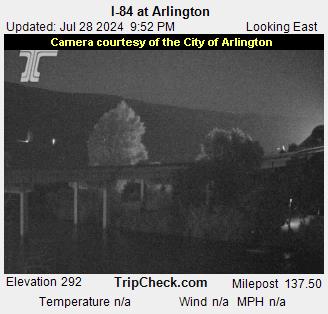 I-84 at Arlington
Updated: Jul 28 2024 9:52 PM Looking East
Camera courtesy of the City of Arlington
Elevation 292 TripCheck.com Milepost 137.50
Temperature n/a Wind n/a MPH n/a